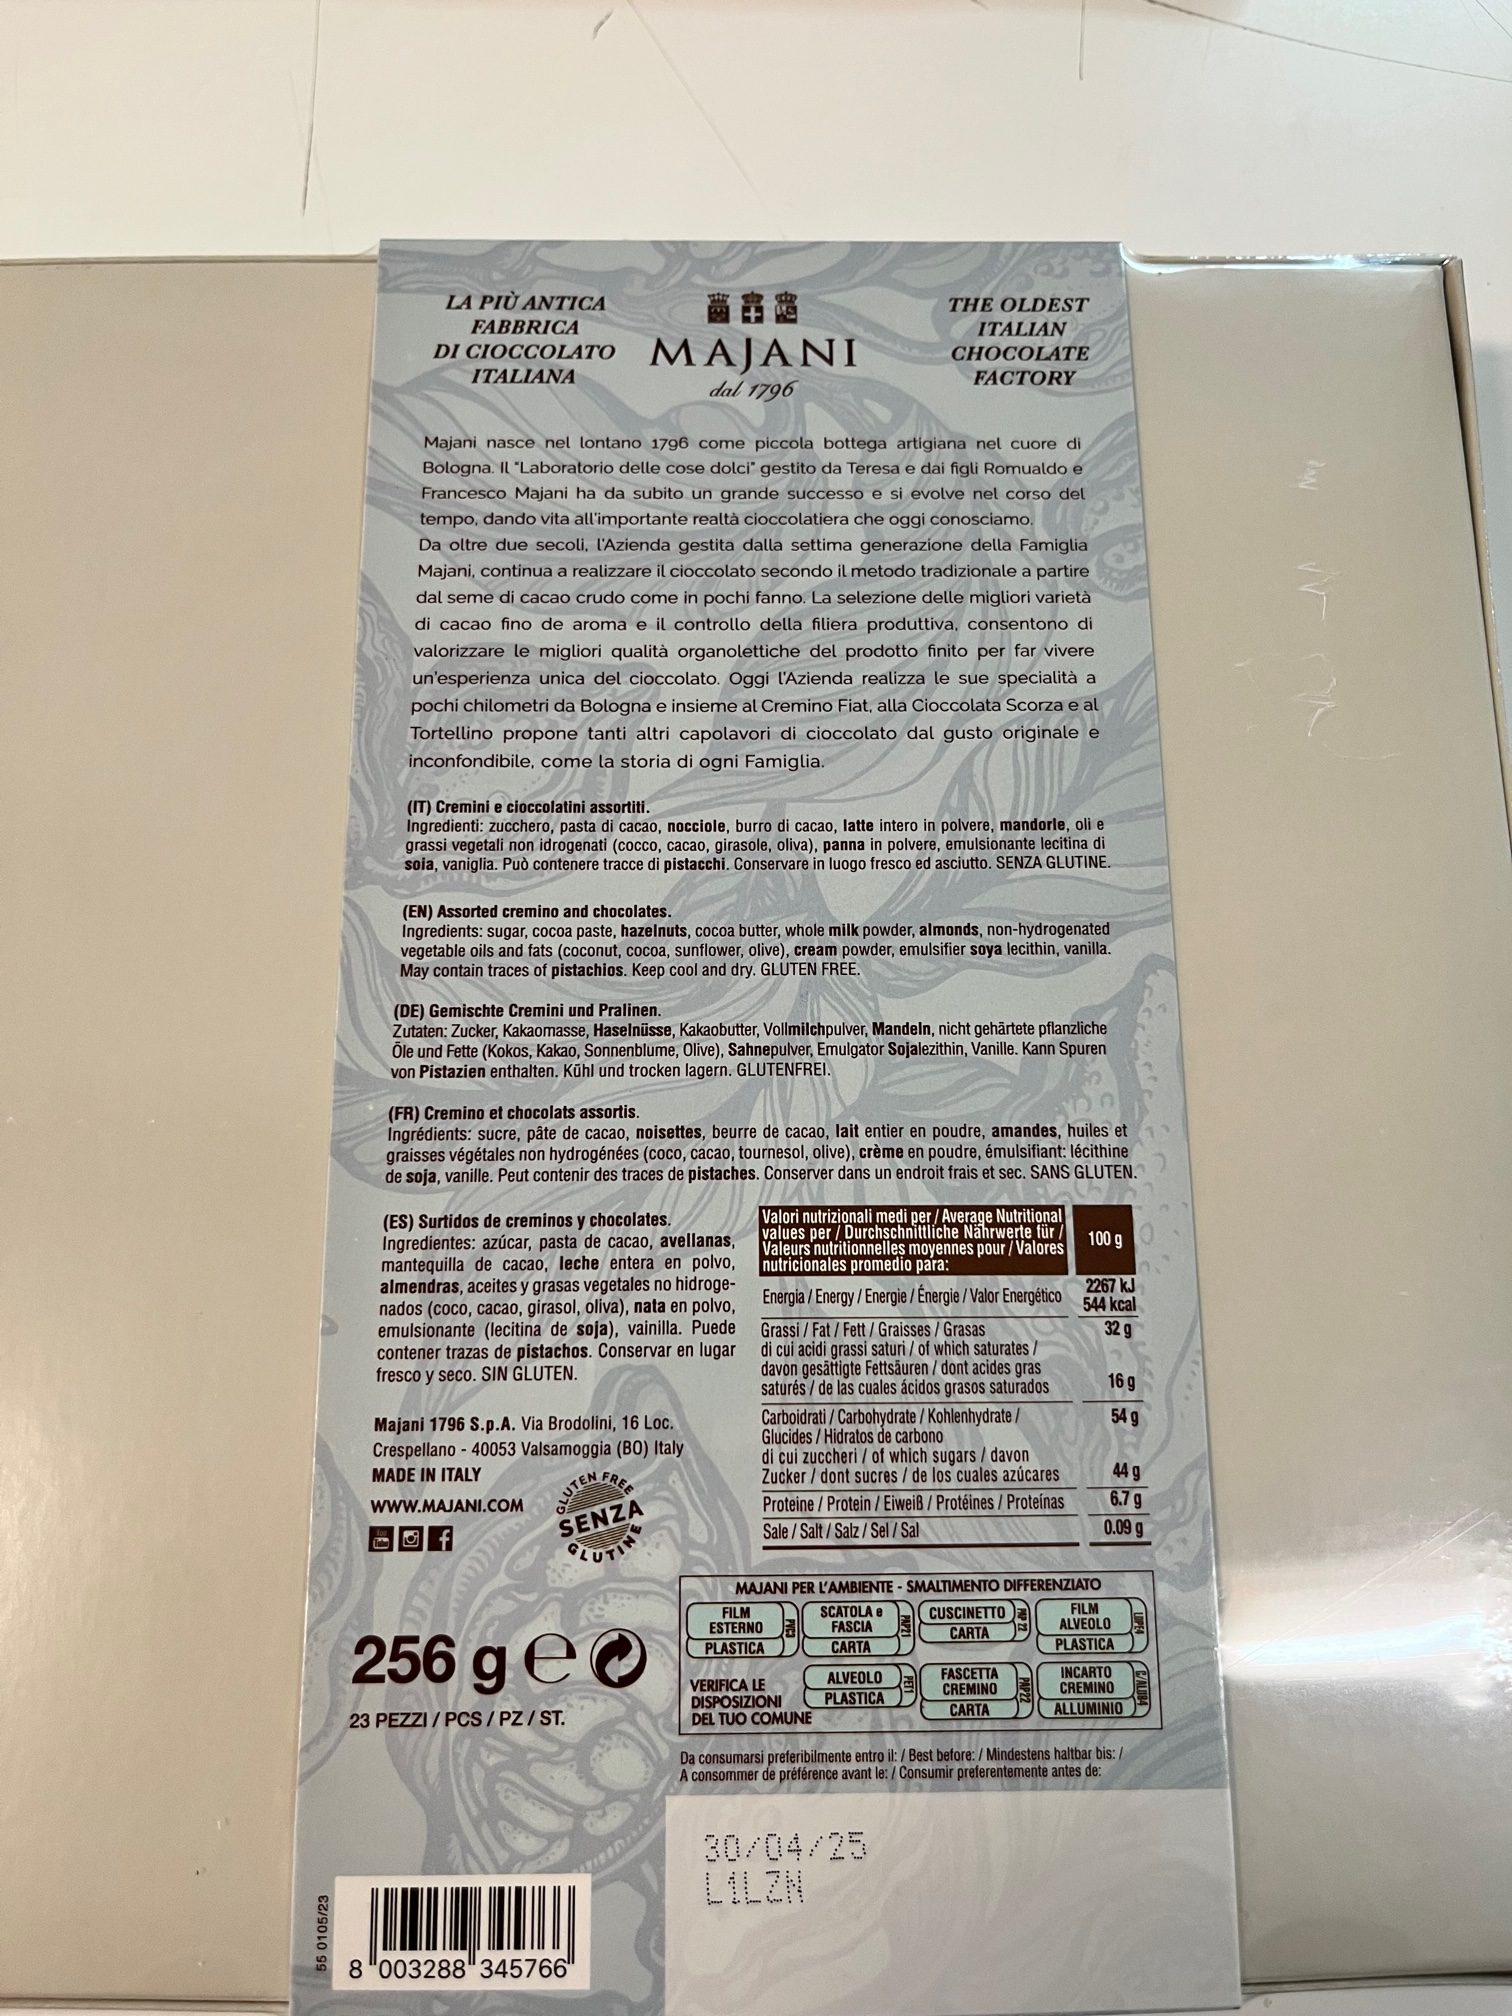 LA PIÙ ANTICA
FABBRICA
DI CIOCCOLATO
ITALIANA
MAJANI
dal 1796
THE OLDEST
ITALIAN
CHOCOLATE
FACTORY
Majani nasce nel lontano 1796 come piccola bottega artigiana nel cuore di
Bologna. Il "Laboratorio delle cose dolci" gestito da Teresa e dai figli Romualdo e
Francesco Majani ha da subito un grande successo e si evolve nel corso del
tempo, dando vita all'importante realtà cioccolatiera che oggi conosciamo.
Da oltre due secoli, l'Azienda gestita dalla settima generazione della Famiglia
Majani, continua a realizzare il cioccolato secondo il metodo tradizionale a partire
dal seme di cacao crudo come in pochi fanno. La selezione delle migliori varietà
di cacao fino de aroma e il controllo della filiera produttiva, consentono di
valorizzare le migliori qualità organolettiche del prodotto finito per far vivere
un'esperienza unica del cioccolato. Oggi l'Azienda realizza le sue specialità a
pochi chilometri da Bologna e insieme al Cremino Fiat, alla Cioccolata Scorza e al
Tortellino propone tanti altri capolavori di cioccolato dal gusto originale e
inconfondibile, come la storia di ogni Famiglia.
(IT) Cremini e cioccolatini assortiti.
Ingredienti: zucchero, pasta di cacao, nocciole, burro di cacao, latte intero in polvere, mandorle, oli e
grassi vegetali non idrogenati (cocco, cacao, girasole, oliva), panna in polvere, emulsionante lecitina di
soia, vaniglia. Può contenere tracce di pistacchi. Conservare in luogo fresco ed asciutto. SENZA GLUTINE.
(EN) Assorted cremino and chocolates.
Ingredients: sugar, cocoa paste, hazelnuts, cocoa butter, whole milk powder, almonds, non-hydrogenated
vegetable oils and fats (coconut, cocoa, sunflower, olive), cream powder, emulsifier soya lecithin, vanilla.
May contain traces of pistachios. Keep cool and dry. GLUTEN FREE.
(DE) Gemischte Cremini und Pralinen.
Zutaten: Zucker, Kakaomasse, Haselnüsse, Kakaobutter, Vollmilchpulver, Mandeln, nicht gehärtete pflanzliche
Öle und Fette (Kokos, Kakao, Sonnenblume, Olive), Sahnepulver, Emulgator Sojalezithin, Vanille. Kann Spuren
von Pistazien enthalten. Kühl und trocken lagern. GLUTENFREI.
(FR) Cremino et chocolats assortis.
Ingrédients: sucre, pâte de cacao, noisettes, beurre de cacao, lait entier en poudre, amandes, huiles et
graisses végétales non hydrogénées (coco, cacao, tournesol, olive), crème en poudre, émulsifiant: lécithine
de soja, vanille. Peut contenir des traces de pistaches. Conserver dans un endroit frais et sec. SANS GLUTEN.
(ES) Surtidos de creminos y chocolates.
Ingredientes: azúcar, pasta de cacao, avellanas,
mantequilla de cacao, leche entera en polvo,
almendras, aceites y grasas vegetales no hidroge-
nados (coco, cacao, girasol, oliva), nata en polvo,
emulsionante (lecitina de soja), vainilla. Puede
contener trazas de pistachos. Conservar en lugar
fresco y seco. SIN GLUTEN.
Valori nutrizionali medi per / Average Nutritional
values per / Durchschnittliche Nährwerte für /
Valeurs nutritionnelles moyennes pour / Valores
nutricionales promedio para:
100 g
Energia / Energy / Energie / Énergie / Valor Energético
2267 kJ
544 kcal
Grassi / Fat / Fett / Graisses / Grasas 32 g
di cui acidi grassi saturi / of which saturates /
davon gesättigte Fettsäuren / dont acides gras
saturés / de las cuales ácidos grasos saturados 16 g
Carboidrati / Carbohydrate / Kohlenhydrate / 54 g
Glucides / Hidratos de carbono
di cui zuccheri / of which sugars / davon
Zucker / dont sucres / de los cuales azúcares 44 g
Proteine / Protein / Eiweiß / Protéines / Proteínas 6.7 g
Sale / Salt / Salz / Sel / Sal 0.09 g
Majani 1796 S.p.A. Via Brodolini, 16 Loc.
Crespellano - 40053 Valsamoggia (BO) Italy
MADE IN ITALY
WWW.MAJANI.COM
You Tube
f
GLUTEN FREE
SENZA
GLUTINE
256 g e
23 PEZZI / PCS / PZ / ST.
MAJANI PER L'AMBIENTE - SMALTIMENTO DIFFERENZIATO
FILM
ESTERNO
PLASTICA
PVC3
SCATOLA e
FASCIA
CARTA
PAP21
CUSCINETTO
CARTA
PAP 22
FILM
ALVEOLO
PLASTICA
LDPE4
VERIFICA LE
DISPOSIZIONI
DEL TUO COMUNE
ALVEOLO
PLASTICA
PET1
FASCETTA
CREMINO
CARTA
PAP22
INCARTO
CREMINO
ALLUMINIO
Da consumarsi preferibilmente entro il: / Best before: / Mindestens haltbar bis: /
A consommer de préférence avant le: / Consumir preferentemente antes de:
30/04/25
L1LZN
55 0105/23
8 003288 345766